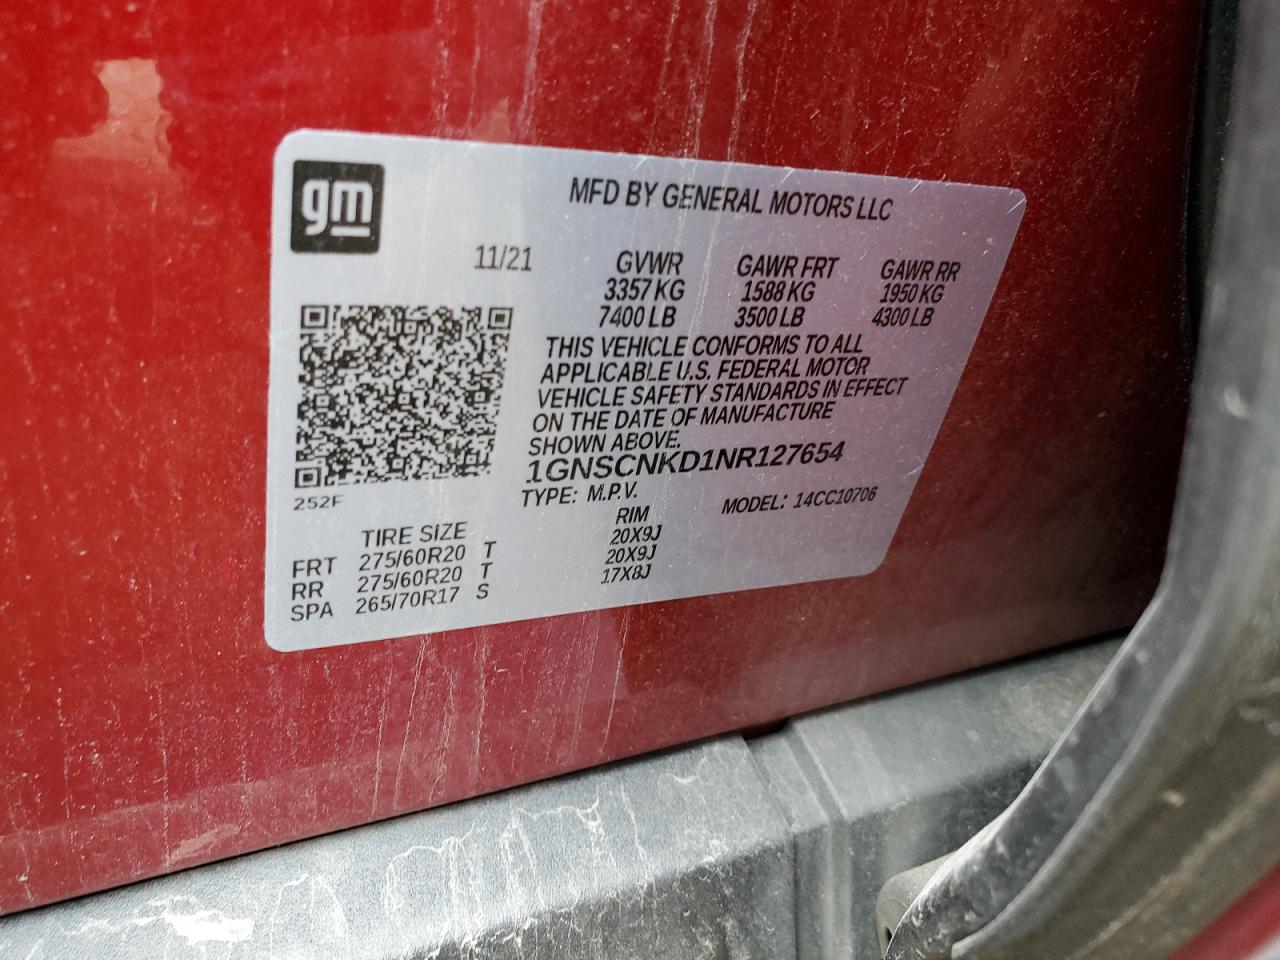 gm
MFD BY GENERAL MOTORS LLC
11/21 GVWR GAWR FRT GAWR RR
3357 KG 1588 KG 1950 KG
7400 LB 3500 LB 4300 LB
THIS VEHICLE CONFORMS TO ALL
APPLICABLE U.S. FEDERAL MOTOR
VEHICLE SAFETY STANDARDS IN EFFECT
ON THE DATE OF MANUFACTURE
SHOWN ABOVE.
1GNSCNKD1NR127654
252F
TYPE: M.P.V. MODEL: 14CC10706
TIRE SIZE RIM
FRT 275/60R20 T 20X9J
RR 275/60R20 T 20X9J
SPA 265/70R17 S 17X8J